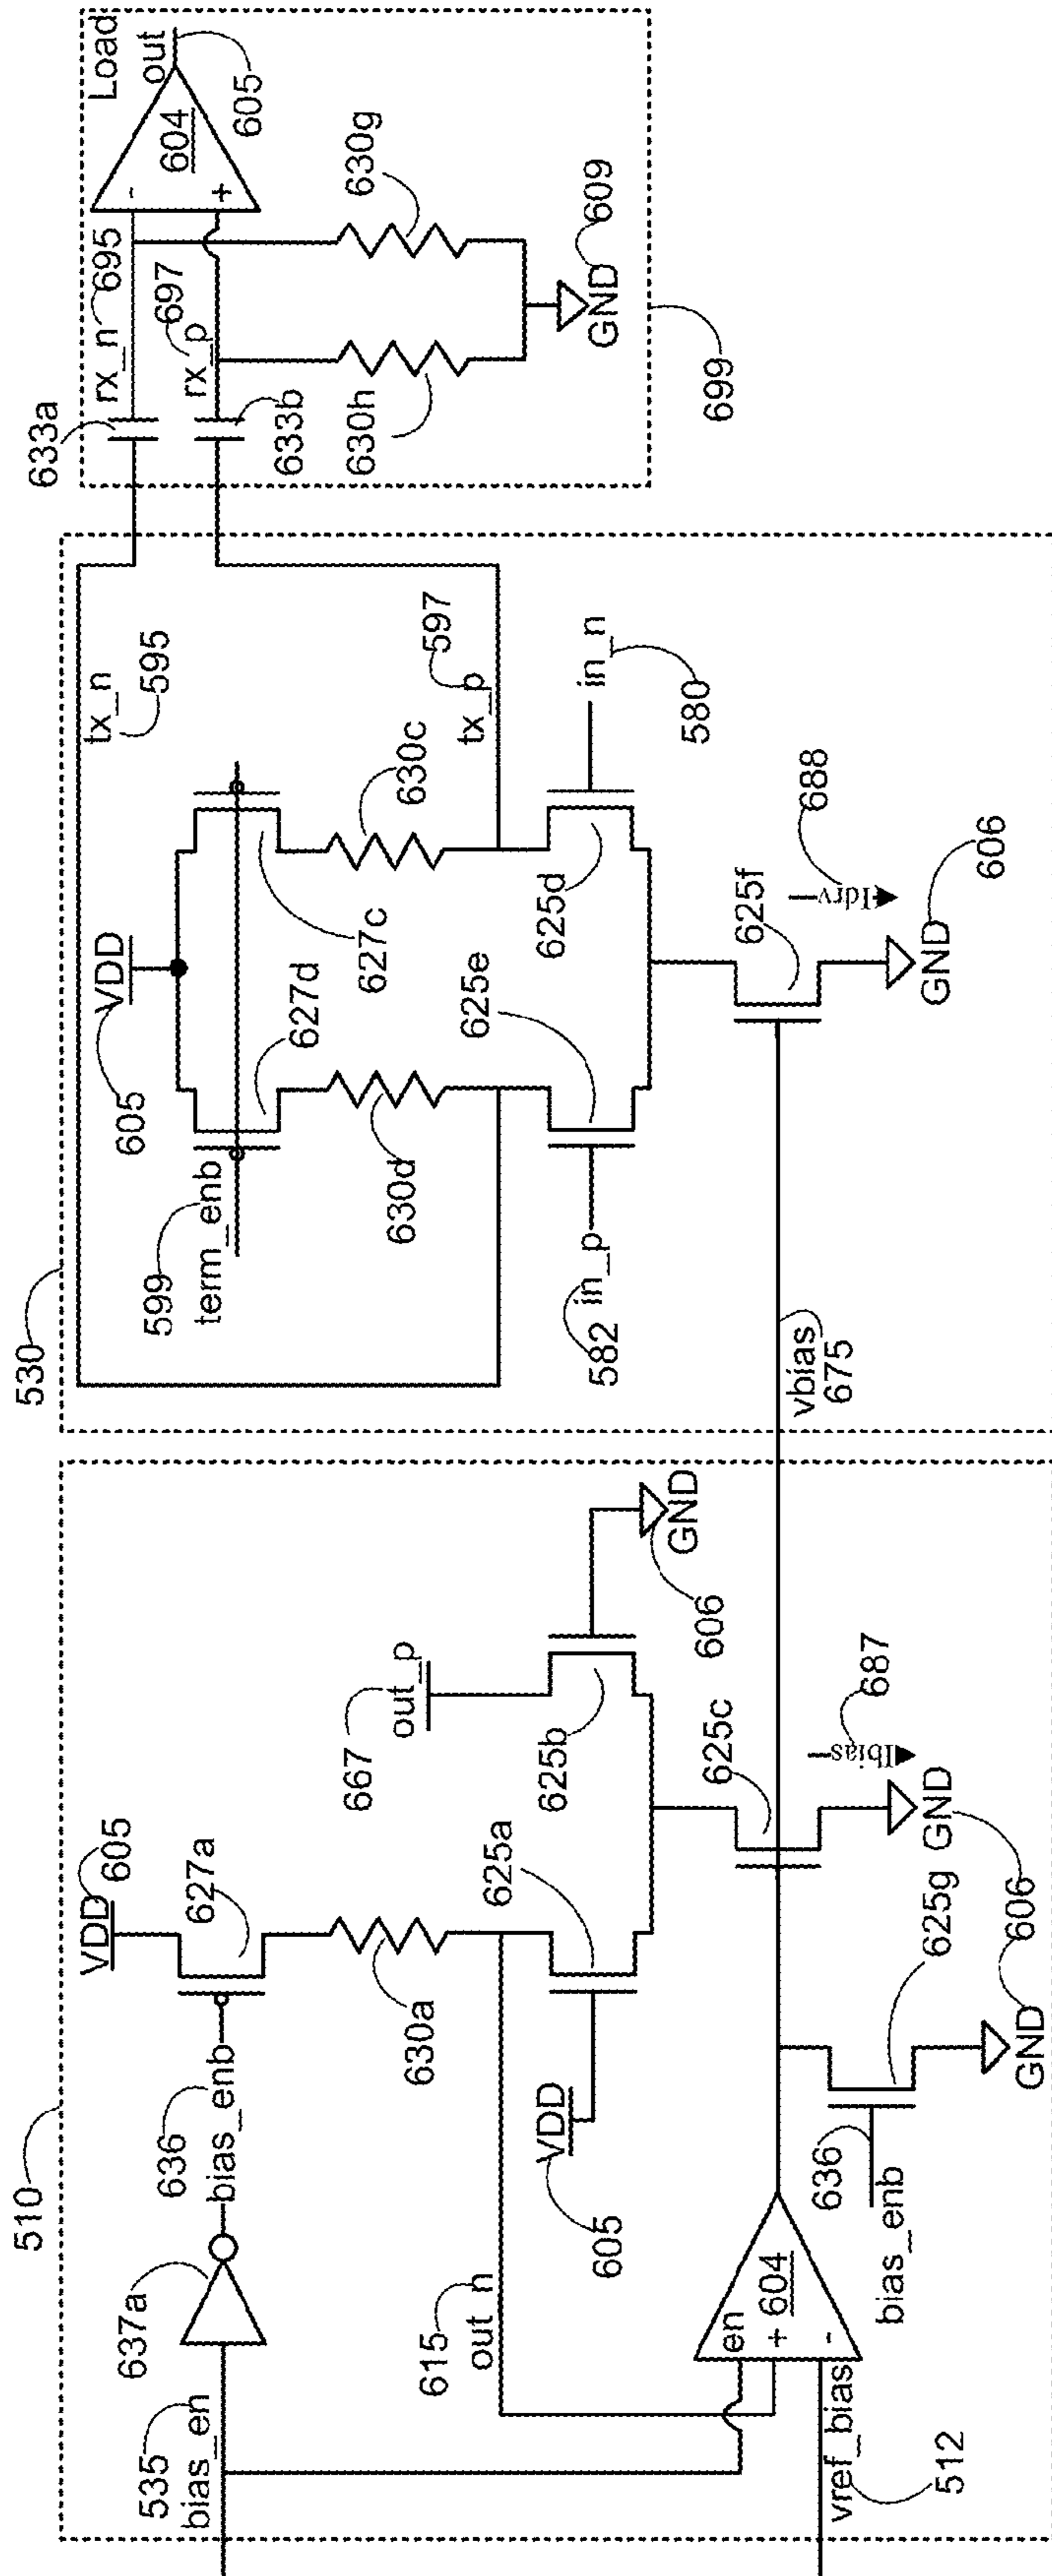 510
535
bias_en
637a
636
bias_enb
VDD
605
627a
630a
615
out_n
VDD
605
625a
667
out_p
625b
GND
606
en
+
604
-
vref_bias
512
636
bias_enb
625g
GND
606
625c
Ibias
687
GND
vbias
675
530
tx_n
595
599
term_enb
VDD
605
627d
627c
630d
630c
tx_p
597
582
in_p
625e
625d
in_n
580
625f
Idrv
688
GND
606
633a
rx_n
695
697
rx_p
633b
Load
out
604
-
+
605
630h
630g
GND
609
699